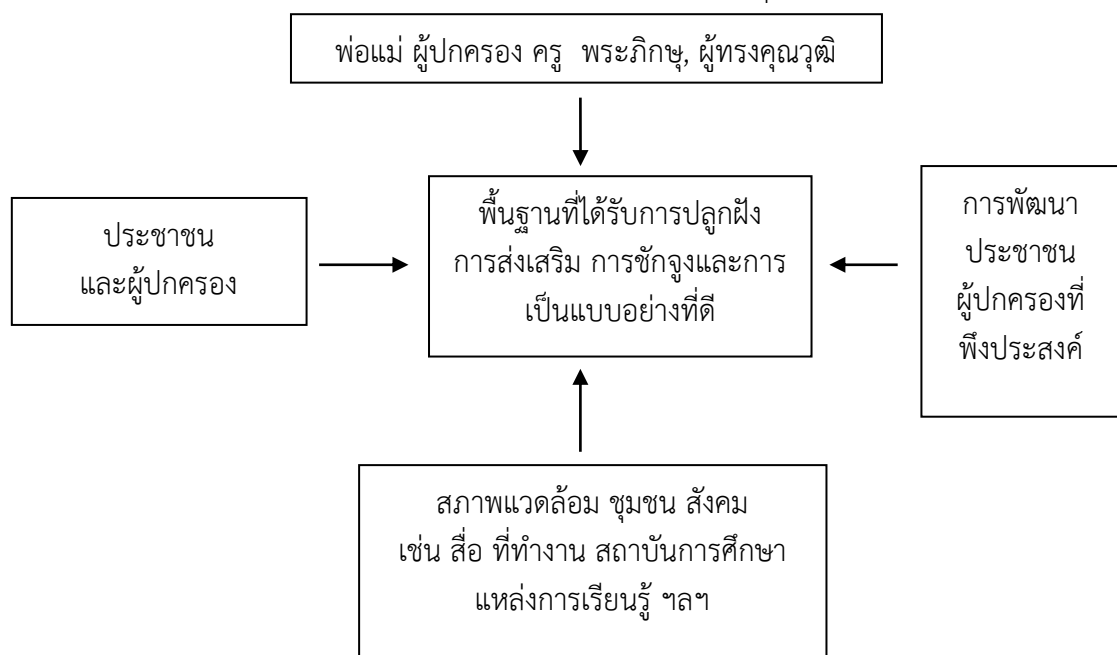 พ่อแม่ ผู้ปกครอง ครู  พระภิกษุ, ผู้ทรงคุณวุฒิ
ประชาชน
และผู้ปกครอง
พื้นฐานที่ได้รับการปลูกฝัง
การส่งเสริม การชักจูงและการ
เป็นแบบอย่างที่ดี
การพัฒนา
ประชาชน
ผู้ปกครองที่
พึงประสงค์
สภาพแวดล้อม ชุมชน สังคม
เช่น สื่อ ที่ทำงาน สถาบันการศึกษา
แหล่งการเรียนรู้ ฯลฯ